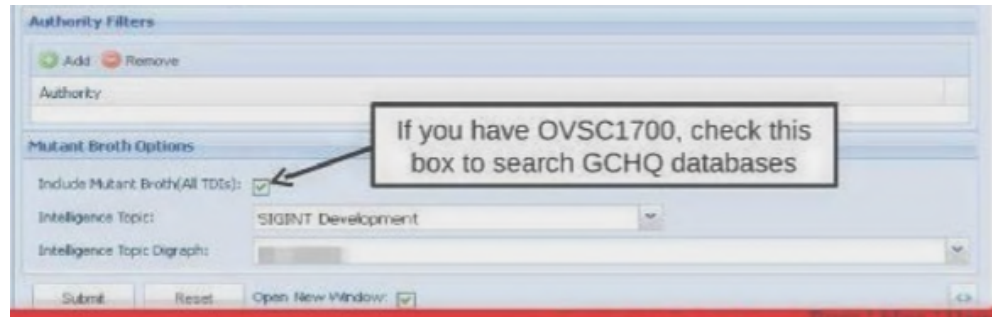 Authority Filters
Add Remove
Authority
If you have OVSC1700, check this
box to search GCHQ databases
Mutant Broth Options
Include Mutant Broth(All TDIs):
Intelligence Topic: SIGINT Development
Intelligence Topic Digraph:
Submit Reset Open New Window: